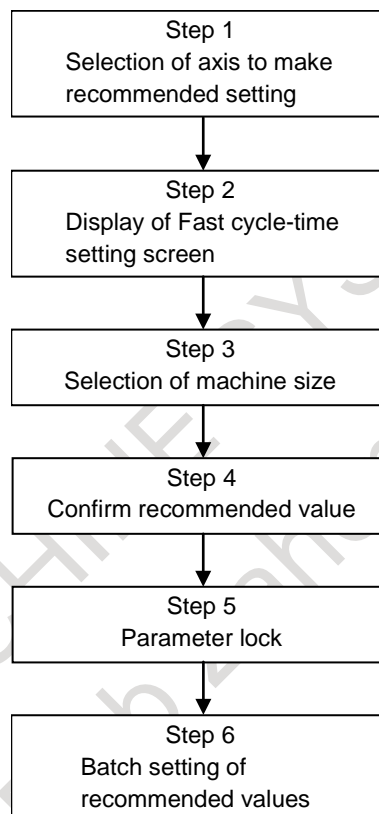 Step 1
Selection of axis to make
recommended setting
Step 2
Display of Fast cycle-time
setting screen
Step 3
Selection of machine size
Step 4
Confirm recommended value
Step 5
Parameter lock
Step 6
Batch setting of
recommended values